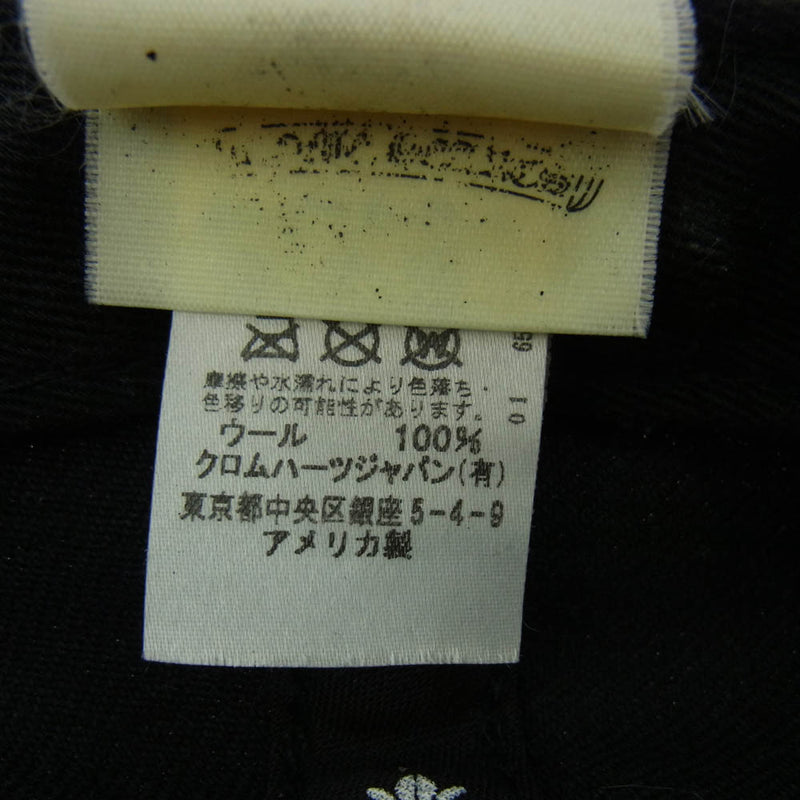 摩擦や水濡れにより色落ち・
色移りの可能性があります。
ウール 100%
クロムハーツジャパン(有)
東京都中央区銀座5-4-9
アメリカ製
01